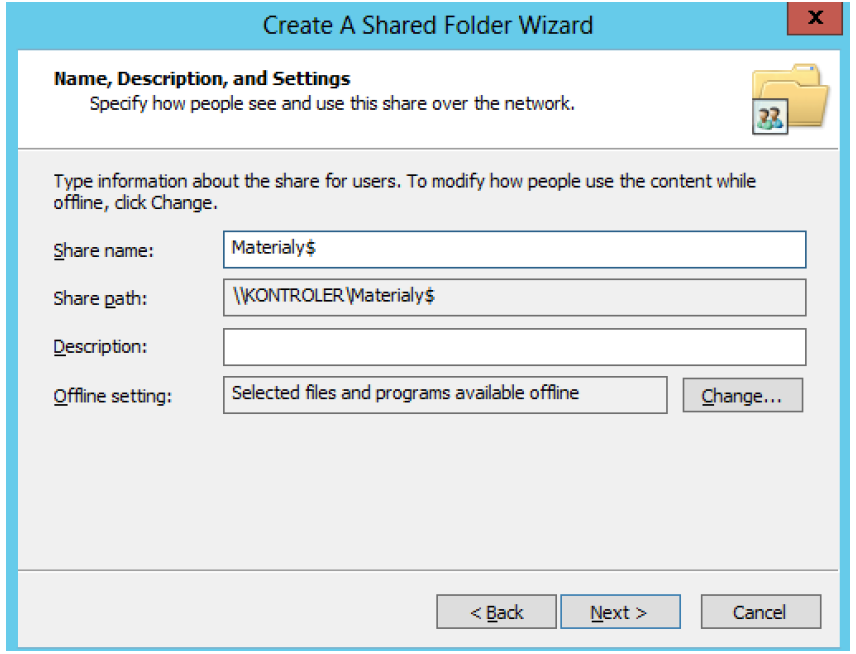 Create A Shared Folder Wizard
x
Name, Description, and Settings
Specify how people see and use this share over the network.
Type information about the share for users. To modify how people use the content while
offline, click Change.
Share name:
Materialy$
Share path:
\\KONTROLER\Materialy$
Description:
Offline setting:
Selected files and programs available offline
Change...
< Back
Next >
Cancel